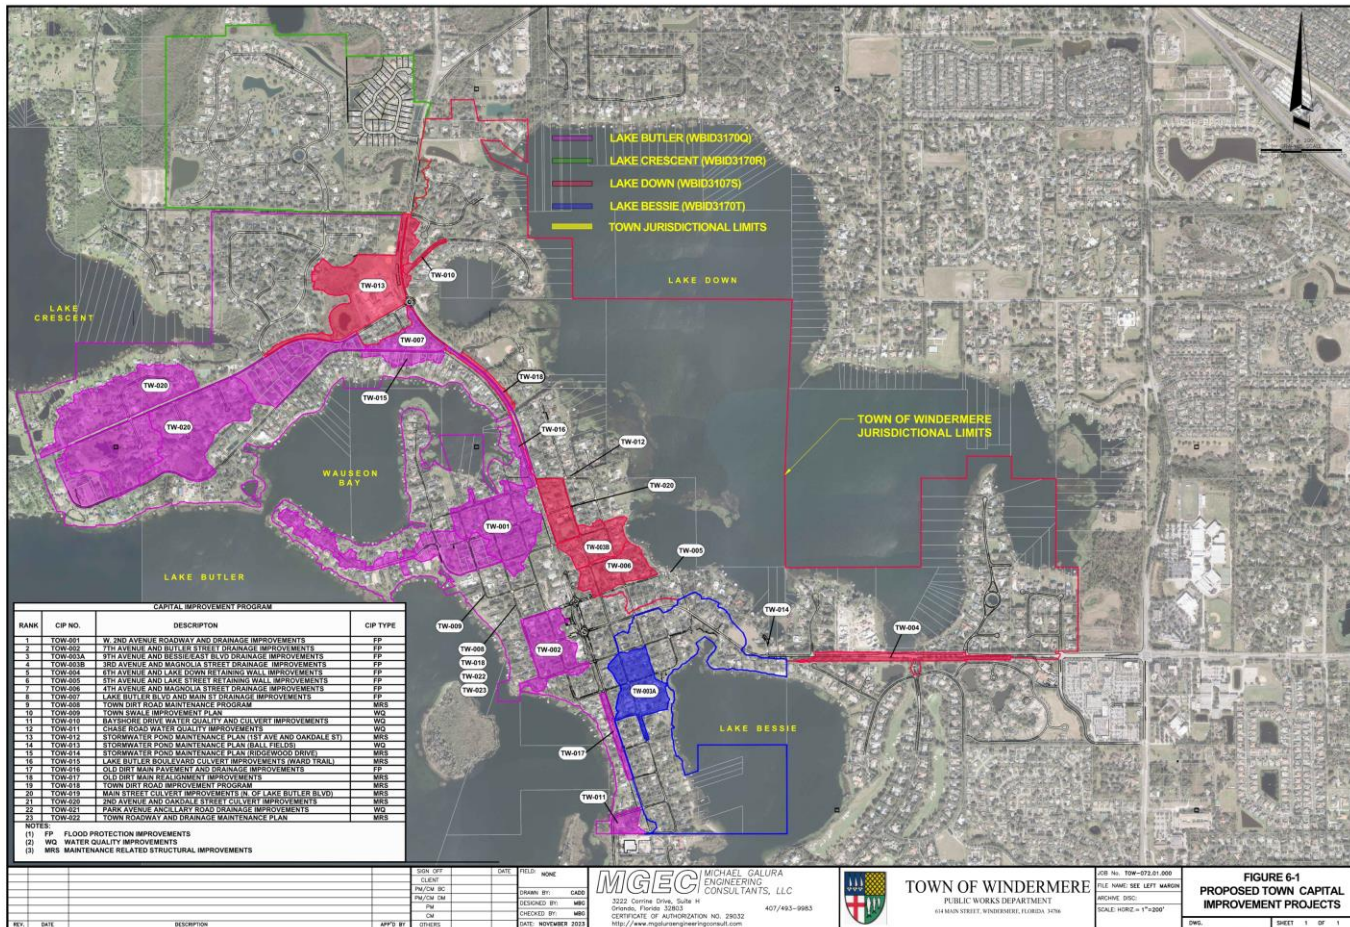 LAKE BUTLER (WBID3170Q)
LAKE CRESCENT (WBID3170R)
LAKE DOWN (WBID3107S)
LAKE BESSIE (WBID3170T)
TOWN JURISDICTIONAL LIMITS
TW-010
TW-013
LAKE DOWN
LAKE
CRESCENT
TW-007
TW-020
TW-018
TW-015
TOWN OF WINDERMERE
JURISDICTIONAL LIMITS
TW-020
TW-016
TW-012
WAUSEON
BAY
TW-020
TW-001
TW-003B
TW-005
TW-006
LAKE BUTLER
TW-014
TW-009
TW-004
TW-008
TW-002
TW-018
TW-022
TW-003A
TW-023
LAKE BESSIE
TW-017
TW-011
CAPITAL IMPROVEMENT PROGRAM
RANK CIP NO. DESCRIPTON CIP TYPE
1 TOW-001 W. 2ND AVENUE ROADWAY AND DRAINAGE IMPROVEMENTS FP
2 TOW-002 7TH AVENUE AND BUTLER STREET DRAINAGE IMPROVEMENTS FP
3 TOW-003A 9TH AVENUE AND BESSIE/EAST BLVD DRAINAGE IMPROVEMENTS FP
4 TOW-003B 3RD AVENUE AND MAGNOLIA STREET DRAINAGE IMPROVEMENTS FP
5 TOW-004 6TH AVENUE AND LAKE DOWN RETAINING WALL IMPROVEMENTS FP
6 TOW-005 5TH AVENUE AND LAKE STREET RETAINING WALL IMPROVEMENTS FP
7 TOW-006 4TH AVENUE AND MAGNOLIA STREET DRAINAGE IMPROVEMENTS FP
8 TOW-007 LAKE BUTLER BLVD AND MAIN ST DRAINAGE IMPROVEMENTS FP
9 TOW-008 TOWN DIRT ROAD MAINTENANCE PROGRAM MRS
10 TOW-009 TOWN SWALE IMPROVEMENT PLAN WQ
11 TOW-010 BAYSHORE DRIVE WATER QUALITY AND CULVERT IMPROVEMENTS WQ
12 TOW-011 CHASE ROAD WATER QUALITY IMPROVEMENTS WQ
13 TOW-012 STORMWATER POND MAINTENANCE PLAN (1ST AVE AND OAKDALE ST) MRS
14 TOW-013 STORMWATER POND MAINTENANCE PLAN (BALL FIELDS) WQ
15 TOW-014 STORMWATER POND MAINTENANCE PLAN (RIDGEWOOD DRIVE) MRS
16 TOW-015 LAKE BUTLER BOULEVARD CULVERT IMPROVEMENTS (WARD TRAIL) MRS
17 TOW-016 OLD DIRT MAIN PAVEMENT AND DRAINAGE IMPROVEMENTS FP
18 TOW-017 OLD DIRT MAIN REALIGNMENT IMPROVEMENTS MRS
19 TOW-018 TOWN DIRT ROAD IMPROVEMENT PROGRAM MRS
20 TOW-019 MAIN STREET CULVERT IMPROVEMENTS (N. OF LAKE BUTLER BLVD) MRS
21 TOW-020 2ND AVENUE AND OAKDALE STREET CULVERT IMPROVEMENTS MRS
22 TOW-021 PARK AVENUE ANCILLARY ROAD DRAINAGE IMPROVEMENTS WQ
23 TOW-022 TOWN ROADWAY AND DRAINAGE MAINTENANCE PLAN MRS
NOTES:
(1) FP FLOOD PROTECTION IMPROVEMENTS
(2) WQ WATER QUALITY IMPROVEMENTS
(3) MRS MAINTENANCE RELATED STRUCTURAL IMPROVEMENTS
REV. DATE DESCRIPTION APP'D BY
SIGN OFF DATE
CLIENT
PM/CM BC
PM/CM DM
PM
CM
OTHERS
FIELD: NONE
DRAWN BY: CADD
DESIGNED BY: MBG
CHECKED BY: MBG
DATE: NOVEMBER 2023
MGEC MICHAEL GALURA
ENGINEERING
CONSULTANTS, LLC
3222 Corrine Drive, Suite H
Orlando, Florida 32803 407/493-9983
CERTIFICATE OF AUTHORIZATION NO. 29032
http://www.mgaluraengineeringconsult.com
TOWN OF WINDERMERE
PUBLIC WORKS DEPARTMENT
614 MAIN STREET, WINDERMERE, FLORIDA 34786
JOB No. TOW-072.01.000
FILE NAME: SEE LEFT MARGIN
ARCHIVE DISC:
SCALE: HORIZ = 1"=200'
FIGURE 6-1
PROPOSED TOWN CAPITAL
IMPROVEMENT PROJECTS
DWG. SHEET 1 OF 1